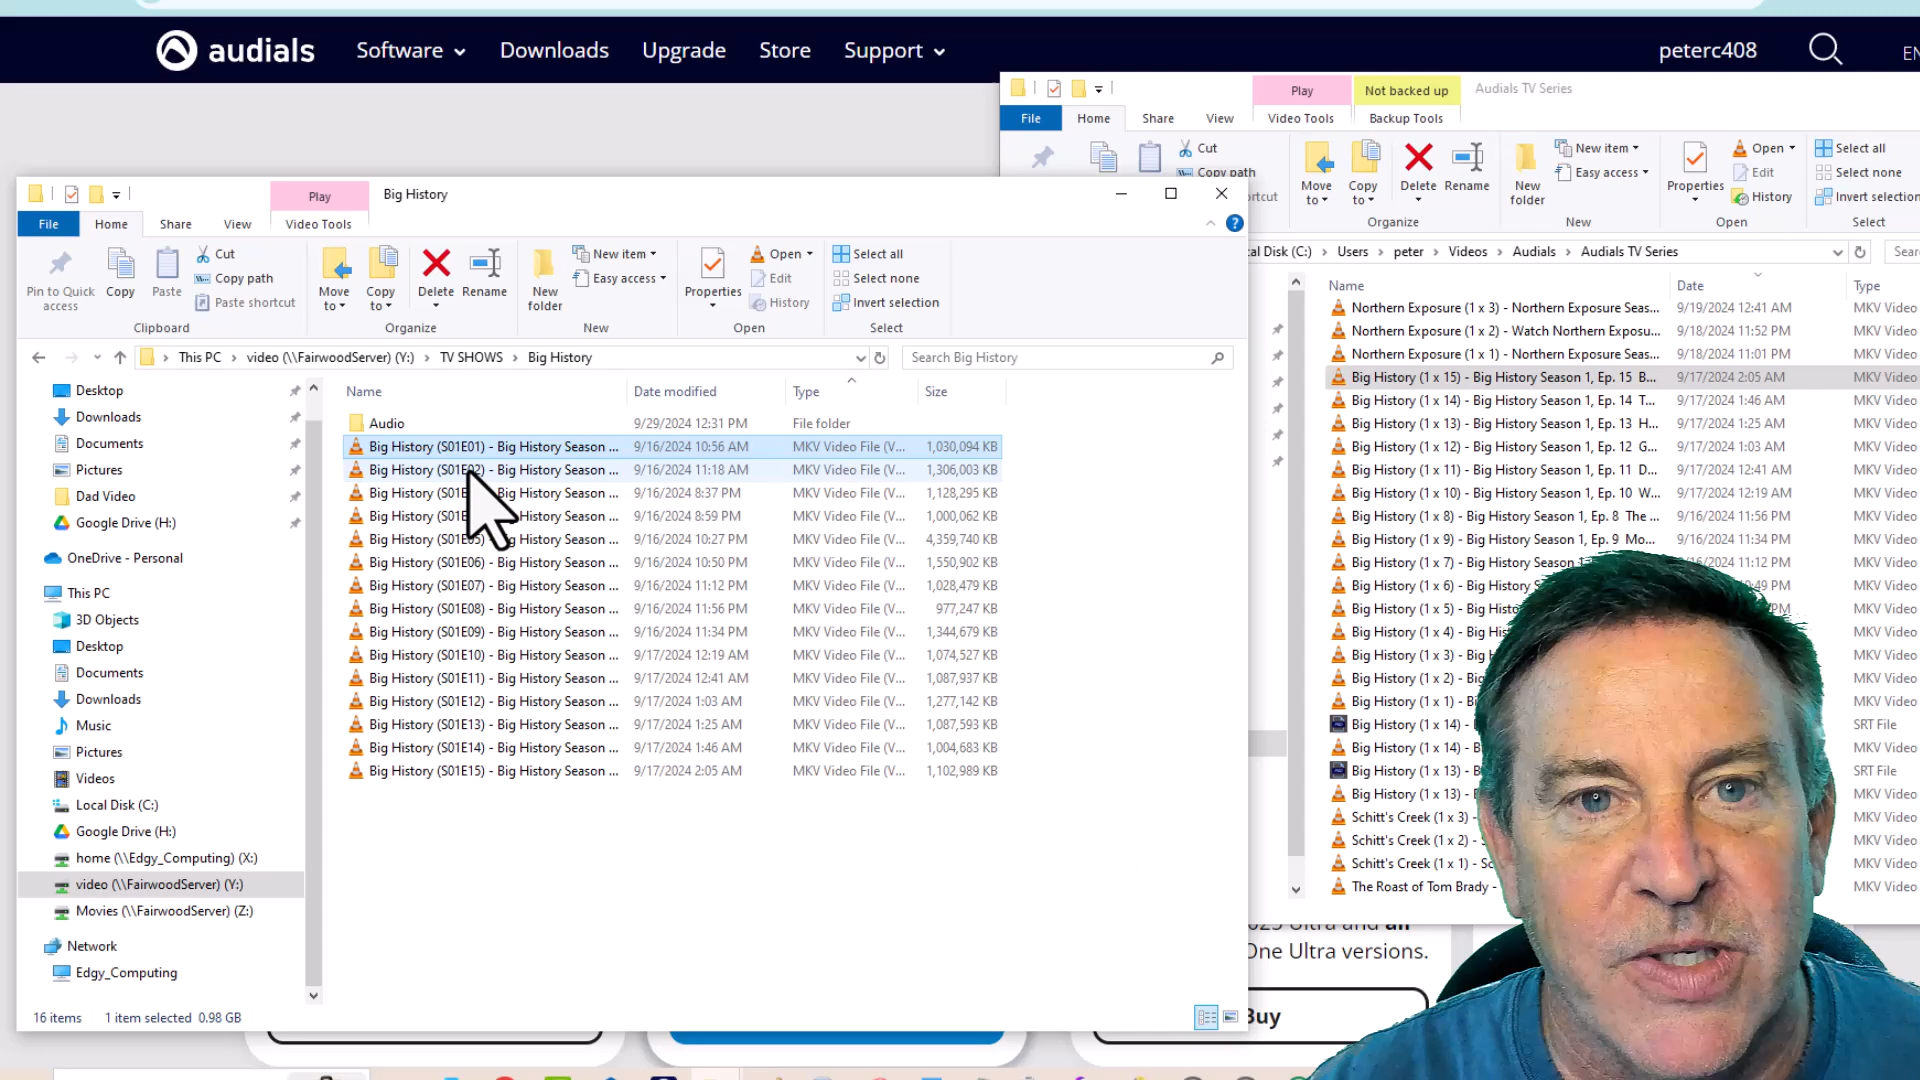 audials Software Downloads Upgrade Store Support peterc408 EN
Play Not backed up Audials TV Series
File Home Share View Video Tools Backup Tools
Cut
Copy path
Move to Copy to Delete Rename
New folder
New item
Easy access
Properties
Open
Edit
History
Select all
Select none
Invert selection
Organize New Open Select
Disk (C:) Users peter Videos Audials Audials TV Series
Name Date Type
Northern Exposure (1 x 3) - Northern Exposure Seas... 9/19/2024 12:41 AM MKV Video
Northern Exposure (1 x 2) - Watch Northern Exposu... 9/18/2024 11:52 PM MKV Video
Northern Exposure (1 x 1) - Northern Exposure Seas... 9/18/2024 11:01 PM MKV Video
Big History (1 x 15) - Big History Season 1, Ep. 15 B... 9/17/2024 2:05 AM MKV Video
Big History (1 x 14) - Big History Season 1, Ep. 14 T... 9/17/2024 1:46 AM MKV Video
Big History (1 x 13) - Big History Season 1, Ep. 13 H... 9/17/2024 1:25 AM MKV Video
Big History (1 x 12) - Big History Season 1, Ep. 12 G... 9/17/2024 1:03 AM MKV Video
Big History (1 x 11) - Big History Season 1, Ep. 11 D... 9/17/2024 12:41 AM MKV Video
Big History (1 x 10) - Big History Season 1, Ep. 10 W... 9/17/2024 12:19 AM MKV Video
Big History (1 x 8) - Big History Season 1, Ep. 8 The ... 9/16/2024 11:56 PM MKV Video
Big History (1 x 9) - Big History Season 1, Ep. 9 Mo... 9/16/2024 11:34 PM MKV Video
Big History (1 x 7) - Big History Season 1, MKV Video
Big History (1 x 6) - Big History MKV Video
Big History (1 x 5) - Big PM MKV Video
Big History (1 x 4) - Big MKV Video
Big History (1 x 3) - Big MKV Video
Big History (1 x 2) - Big MKV Video
Big History (1 x 1) - MKV Video
Big History (1 x 14) - SRT File
Big History (1 x 14) - MKV Video
Big History (1 x 13) - SRT File
Big History (1 x 13) - MKV Video
Schitt's Creek (1 x 3) - MKV Video
Schitt's Creek (1 x 2) - MKV Video
Schitt's Creek (1 x 1) - MKV Video
The Roast of Tom Brady - MKV Video
Ultra and all
One Ultra versions.
Buy
Play Big History
File Home Share View Video Tools
Pin to Quick access
Copy
Paste
Cut
Copy path
Paste shortcut
Move to
Copy to
Delete
Rename
New folder
New item
Easy access
Properties
Open
Edit
History
Select all
Select none
Invert selection
Clipboard Organize New Open Select
This PC video (\\FairwoodServer) (Y:) TV SHOWS Big History Search Big History
Name Date modified Type Size
Audio 9/29/2024 12:31 PM File folder
Big History (S01E01) - Big History Season ... 9/16/2024 10:56 AM MKV Video File (V... 1,030,094 KB
Big History (S01E02) - Big History Season ... 9/16/2024 11:18 AM MKV Video File (V... 1,306,003 KB
Big History (S01E Big History Season ... 9/16/2024 8:37 PM MKV Video File (V... 1,128,295 KB
Big History (S01E Big History Season ... 9/16/2024 8:59 PM MKV Video File (V... 1,000,062 KB
Big History (S01E05) - Big History Season ... 9/16/2024 10:27 PM MKV Video File (V... 4,359,740 KB
Big History (S01E06) - Big History Season ... 9/16/2024 10:50 PM MKV Video File (V... 1,550,902 KB
Big History (S01E07) - Big History Season ... 9/16/2024 11:12 PM MKV Video File (V... 1,028,479 KB
Big History (S01E08) - Big History Season ... 9/16/2024 11:56 PM MKV Video File (V... 977,247 KB
Big History (S01E09) - Big History Season ... 9/16/2024 11:34 PM MKV Video File (V... 1,344,679 KB
Big History (S01E10) - Big History Season ... 9/17/2024 12:19 AM MKV Video File (V... 1,074,527 KB
Big History (S01E11) - Big History Season ... 9/17/2024 12:41 AM MKV Video File (V... 1,087,937 KB
Big History (S01E12) - Big History Season ... 9/17/2024 1:03 AM MKV Video File (V... 1,277,142 KB
Big History (S01E13) - Big History Season ... 9/17/2024 1:25 AM MKV Video File (V... 1,087,593 KB
Big History (S01E14) - Big History Season ... 9/17/2024 1:46 AM MKV Video File (V... 1,004,683 KB
Big History (S01E15) - Big History Season ... 9/17/2024 2:05 AM MKV Video File (V... 1,102,989 KB
Desktop
Downloads
Documents
Pictures
Dad Video
Google Drive (H:)
OneDrive - Personal
This PC
3D Objects
Desktop
Documents
Downloads
Music
Pictures
Videos
Local Disk (C:)
Google Drive (H:)
home (\\Edgy_Computing) (X:)
video (\\FairwoodServer) (Y:)
Movies (\\FairwoodServer) (Z:)
Network
Edgy_Computing
16 items 1 item selected 0.98 GB